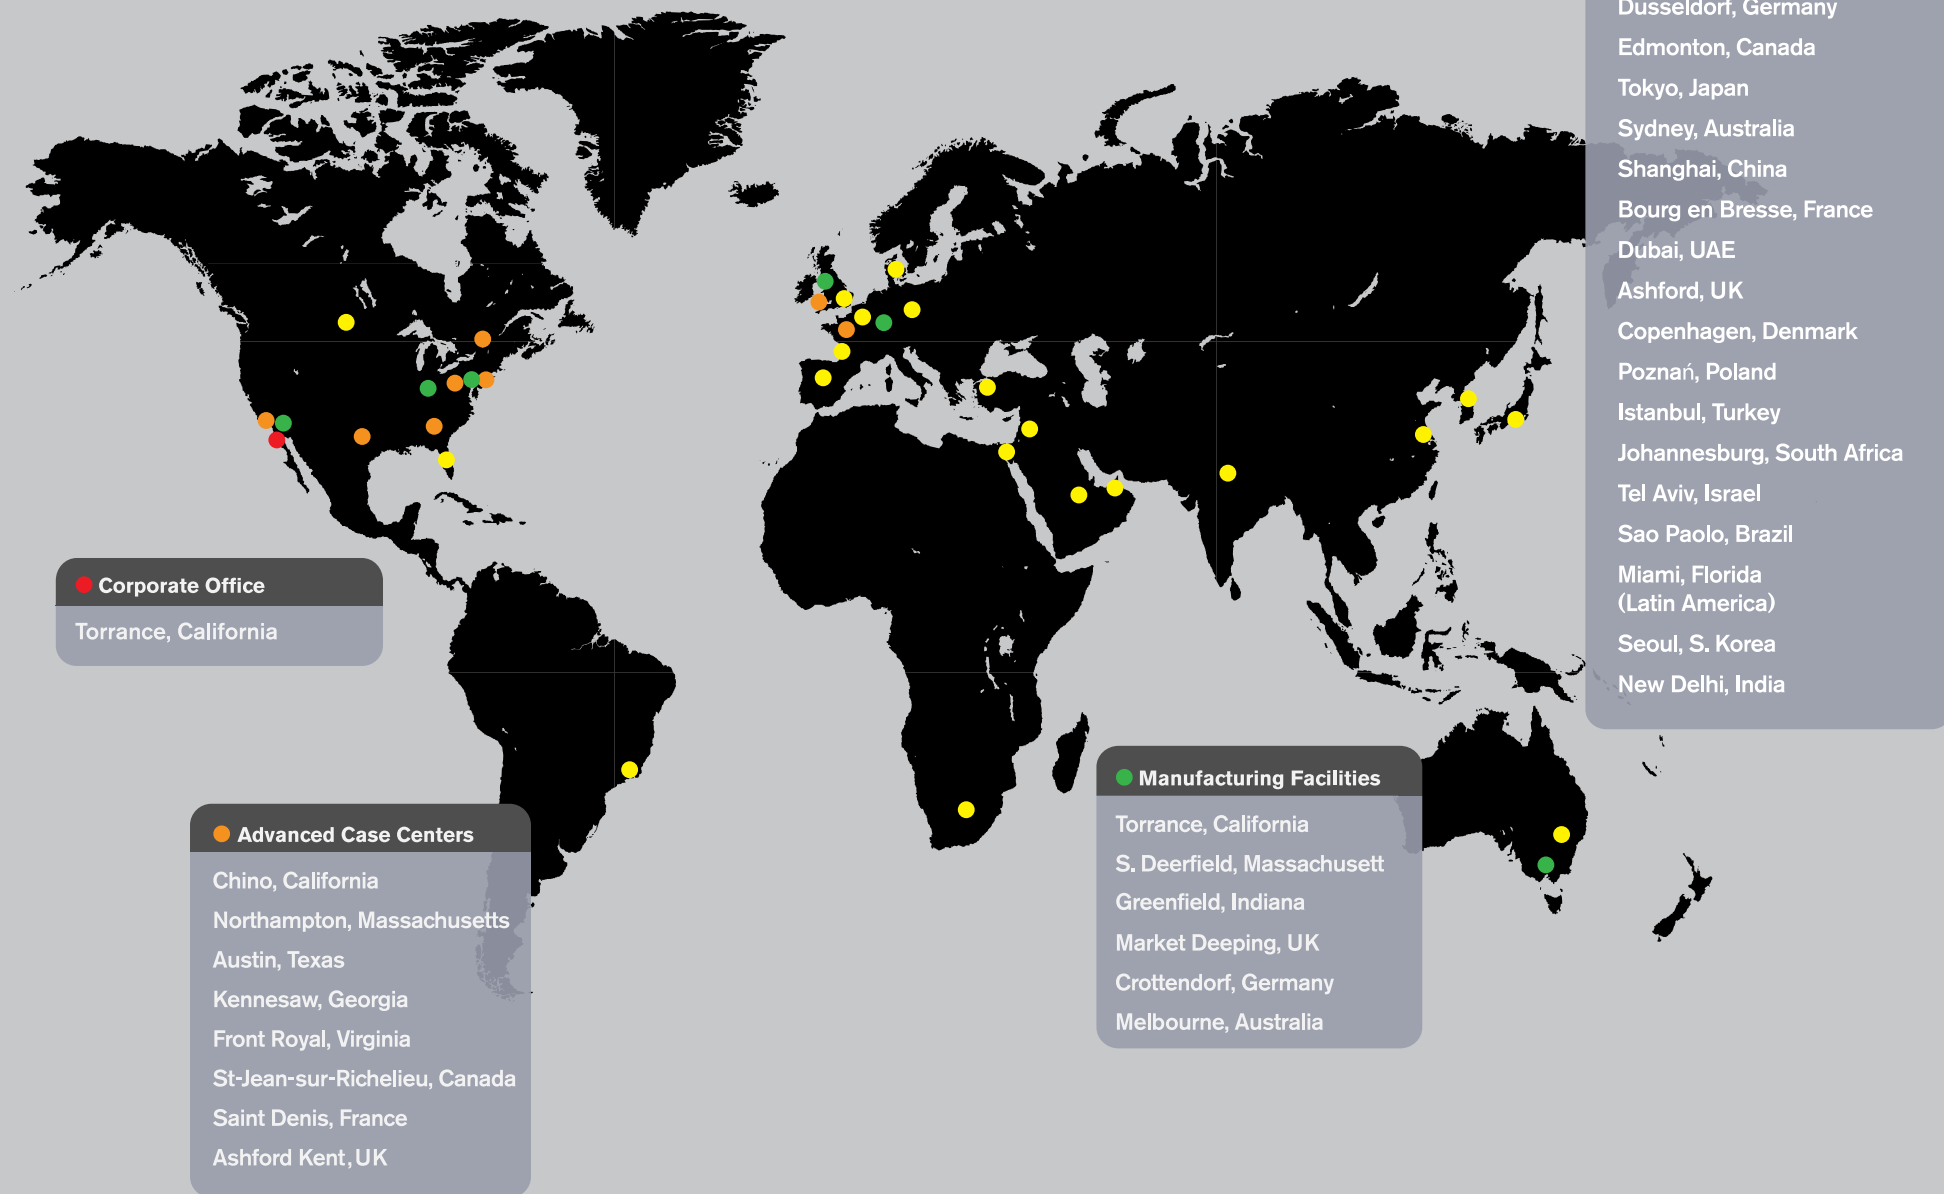 Dusseldorf, Germany
Edmonton, Canada
Tokyo, Japan
Sydney, Australia
Shanghai, China
Bourg en Bresse, France
Dubai, UAE
Ashford, UK
Copenhagen, Denmark
Poznań, Poland
Istanbul, Turkey
Johannesburg, South Africa
Tel Aviv, Israel
Sao Paolo, Brazil
Miami, Florida
(Latin America)
Seoul, S. Korea
New Delhi, India
Corporate Office
Torrance, California
Advanced Case Centers
Chino, California
Northampton, Massachusetts
Austin, Texas
Kennesaw, Georgia
Front Royal, Virginia
St-Jean-sur-Richelieu, Canada
Saint Denis, France
Ashford Kent, UK
Manufacturing Facilities
Torrance, California
S. Deerfield, Massachusett
Greenfield, Indiana
Market Deeping, UK
Crottendorf, Germany
Melbourne, Australia